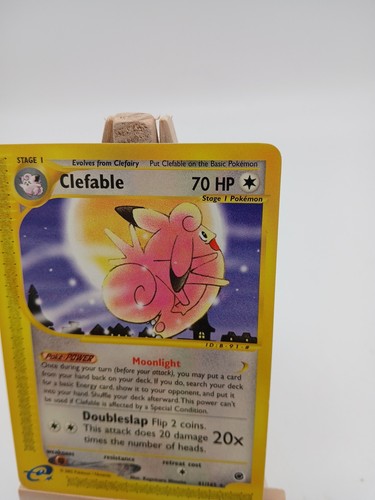 STAGE 1
Evolves from Clefairy Put Clefable on the Basic Pokémon
Clefable 70 HP
Stage 1 Pokémon
Poké-POWER
Moonlight
Once during your turn (before your attack), you may put a card
from your hand back on your deck. If you do, search your deck
for a basic Energy card, show it to your opponent, and put it
into your hand. Shuffle your deck afterward. This power can't
be used if Clefable is affected by a Special Condition.
Doubleslap Flip 2 coins.
This attack does 20 damage
times the number of heads.
20x
weakness resistance retreat cost
e